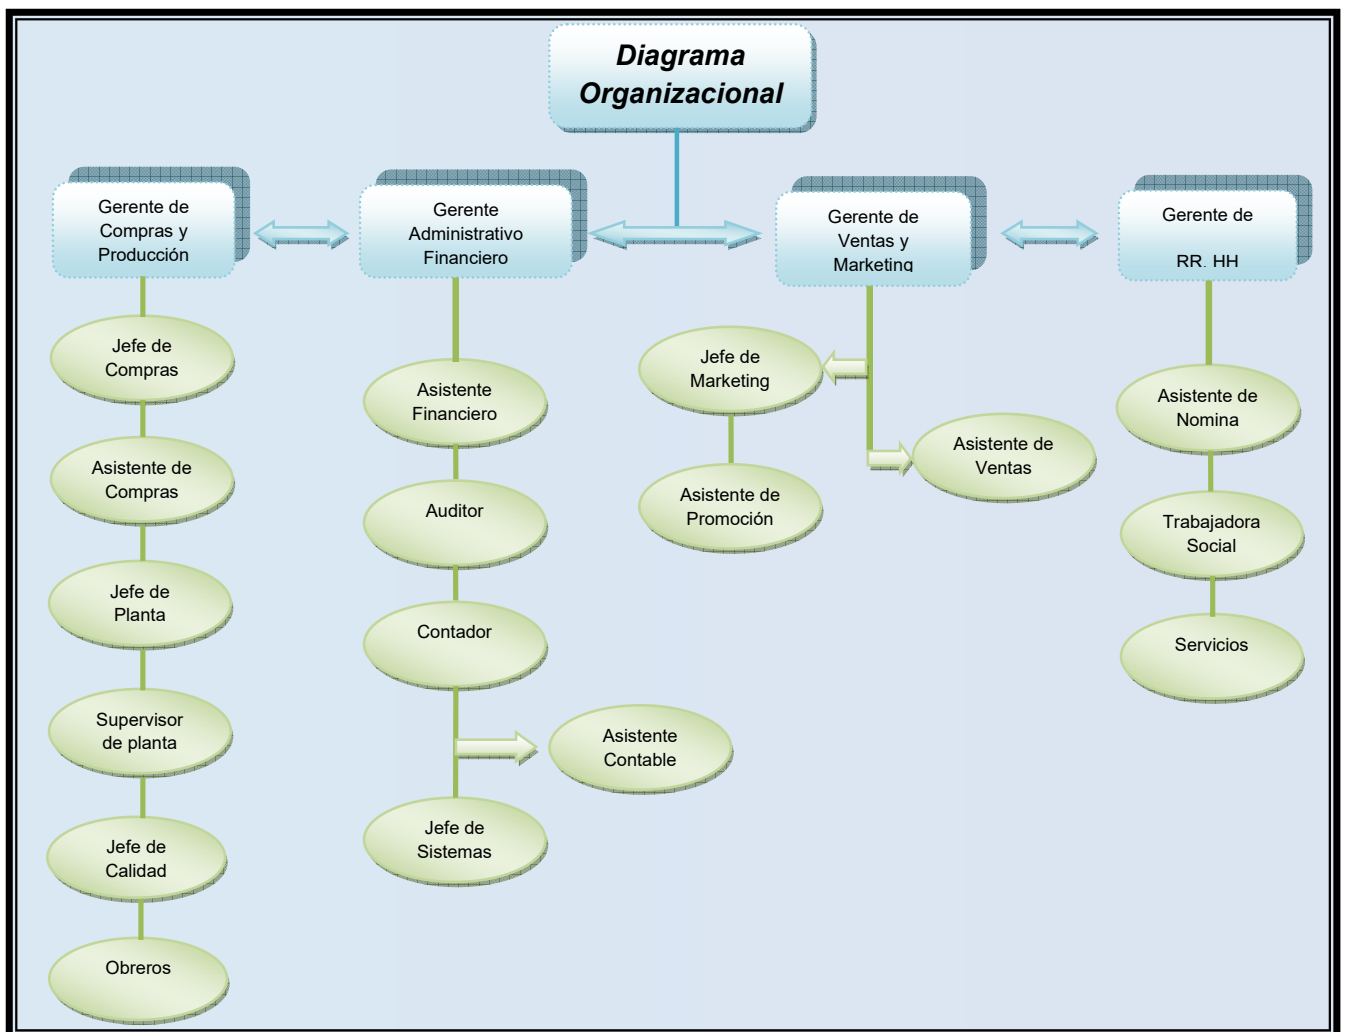 Diagrama
Organizacional
Gerente de
Compras y
Producción
Gerente
Administrativo
Financiero
Gerente de
Ventas y
Marketing
Gerente de
RR. HH
Jefe de
Compras
Asistente de
Compras
Jefe de
Planta
Supervisor
de planta
Jefe de
Calidad
Obreros
Asistente
Financiero
Auditor
Contador
Asistente
Contable
Jefe de
Sistemas
Jefe de
Marketing
Asistente de
Promoción
Asistente de
Ventas
Asistente de
Nomina
Trabajadora
Social
Servicios